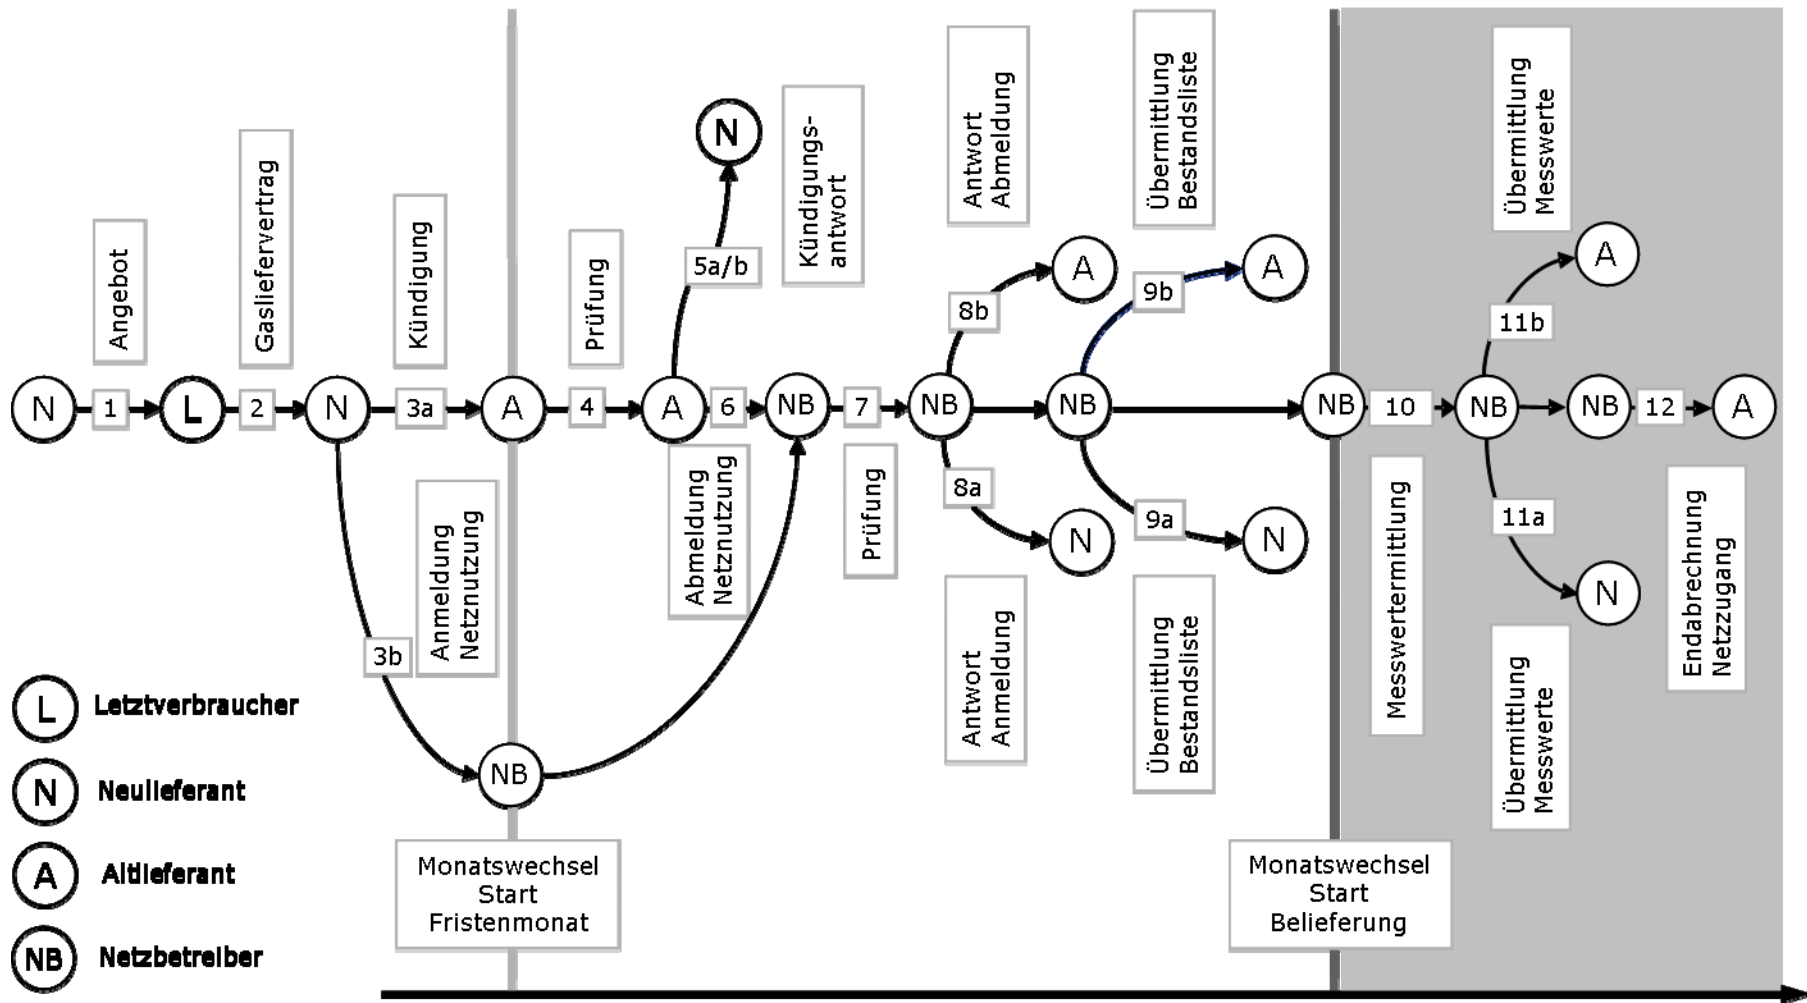 Angebot
Gasliefervertrag
Kündigung
Prüfung
Kündigungs-
antwort
Antwort
Abmeldung
Übermittlung
Bestandsliste
Übermittlung
Messwerte
N
5a/b
8b
A
9b
A
11b
A
N
1
L
2
N
3a
A
4
A
6
NB
7
NB
NB
NB
10
NB
NB
12
A
Anmeldung
Netznutzung
Abmeldung
Netznutzung
Prüfung
8a
N
9a
N
11a
N
3b
NB
Antwort
Anmeldung
Übermittlung
Bestandsliste
Messwertermittlung
Übermittlung
Messwerte
Endabrechnung
Netzzugang
L Letztverbraucher
N Neulieferant
A Altlieferant
NB Netzbetreiber
Monatswechsel
Start
Fristenmonat
Monatswechsel
Start
Belieferung